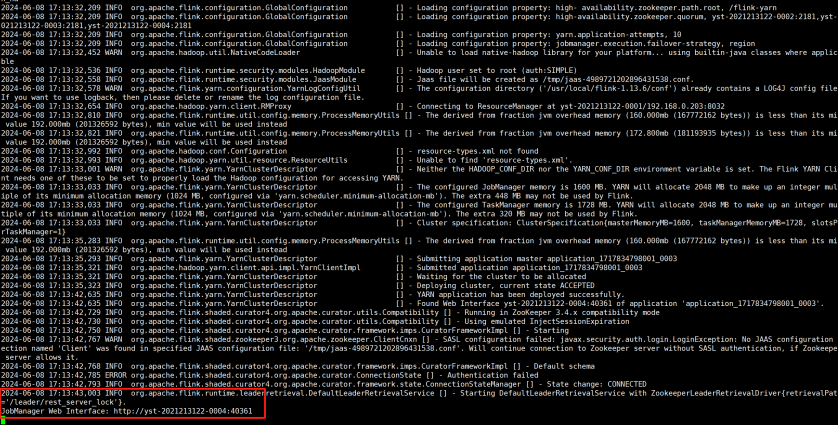 2024-06-08 17:13:32,209 INFO  org.apache.flink.configuration.GlobalConfiguration           [] - Loading configuration property: high- availability.zookeeper.path.root, /flink-yarn
2024-06-08 17:13:32,209 INFO  org.apache.flink.configuration.GlobalConfiguration           [] - Loading configuration property: high-availability.zookeeper.quorum, yst-2021213122-0002:2181,yst-2
021213122-0003:2181,yst-2021213122-0004:2181
2024-06-08 17:13:32,209 INFO  org.apache.flink.configuration.GlobalConfiguration           [] - Loading configuration property: yarn.application-attempts, 10
2024-06-08 17:13:32,209 INFO  org.apache.flink.configuration.GlobalConfiguration           [] - Loading configuration property: jobmanager.execution.failover-strategy, region
2024-06-08 17:13:32,452 WARN  org.apache.hadoop.util.NativeCodeLoader                      [] - Unable to load native-hadoop library for your platform... using builtin-java classes where applica
ble
2024-06-08 17:13:32,536 INFO  org.apache.flink.runtime.security.modules.HadoopModule       [] - Hadoop user set to root (auth:SIMPLE)
2024-06-08 17:13:32,558 INFO  org.apache.flink.runtime.security.modules.JaasModule         [] - Jaas file will be created as /tmp/jaas-4989721202896431538.conf.
2024-06-08 17:13:32,578 WARN  org.apache.flink.yarn.configuration.YarnLogConfigUtil        [] - The configuration directory ('/usr/local/flink-1.13.6/conf') already contains a LOG4J config file.
If you want to use logback, then please delete or rename the log configuration file.
2024-06-08 17:13:32,654 INFO  org.apache.hadoop.yarn.client.RMProxy                        [] - Connecting to ResourceManager at yst-2021213122-0001/192.168.0.203:8032
2024-06-08 17:13:32,810 INFO  org.apache.flink.runtime.util.config.memory.ProcessMemoryUtils [] - The derived from fraction jvm overhead memory (160.000mb (167772162 bytes)) is less than its min
value 192.000mb (201326592 bytes), min value will be used instead
2024-06-08 17:13:32,821 INFO  org.apache.flink.runtime.util.config.memory.ProcessMemoryUtils [] - The derived from fraction jvm overhead memory (172.800mb (181193935 bytes)) is less than its min
value 192.000mb (201326592 bytes), min value will be used instead
2024-06-08 17:13:32,992 INFO  org.apache.hadoop.conf.Configuration                         [] - resource-types.xml not found
2024-06-08 17:13:32,993 INFO  org.apache.hadoop.yarn.util.resource.ResourceUtils           [] - Unable to find 'resource-types.xml'.
2024-06-08 17:13:33,001 WARN  org.apache.flink.yarn.YarnClusterDescriptor                  [] - Neither the HADOOP_CONF_DIR nor the YARN_CONF_DIR environment variable is set. The Flink YARN Clie
nt needs one of these to be set to properly load the Hadoop configuration for accessing YARN.
2024-06-08 17:13:33,033 INFO  org.apache.flink.yarn.YarnClusterDescriptor                  [] - The configured JobManager memory is 1600 MB. YARN will allocate 2048 MB to make up an integer mul
tiple of its minimum allocation memory (1024 MB, configured via 'yarn.scheduler.minimum-allocation-mb'). The extra 448 MB may not be used by Flink.
2024-06-08 17:13:33,033 INFO  org.apache.flink.yarn.YarnClusterDescriptor                  [] - The configured TaskManager memory is 1728 MB. YARN will allocate 2048 MB to make up an integer mul
tiple of its minimum allocation memory (1024 MB, configured via 'yarn.scheduler.minimum-allocation-mb'). The extra 320 MB may not be used by Flink.
2024-06-08 17:13:33,033 INFO  org.apache.flink.yarn.YarnClusterDescriptor                  [] - Cluster specification: ClusterSpecification{masterMemoryMB=1600, taskManagerMemoryMB=1728, slotsPe
rTaskManager=1}
2024-06-08 17:13:35,283 INFO  org.apache.flink.runtime.util.config.memory.ProcessMemoryUtils [] - The derived from fraction jvm overhead memory (160.000mb (167772162 bytes)) is less than its min
value 192.000mb (201326592 bytes), min value will be used instead
2024-06-08 17:13:35,293 INFO  org.apache.flink.yarn.YarnClusterDescriptor                  [] - Submitting application master application_1717834798001_0003
2024-06-08 17:13:35,321 INFO  org.apache.hadoop.yarn.client.api.impl.YarnClientImpl        [] - Submitted application application_1717834798001_0003
2024-06-08 17:13:35,321 INFO  org.apache.flink.yarn.YarnClusterDescriptor                  [] - Waiting for the cluster to be allocated
2024-06-08 17:13:35,323 INFO  org.apache.flink.yarn.YarnClusterDescriptor                  [] - Deploying cluster, current state ACCEPTED
2024-06-08 17:13:42,635 INFO  org.apache.flink.yarn.YarnClusterDescriptor                  [] - YARN application has been deployed successfully.
2024-06-08 17:13:42,635 INFO  org.apache.flink.yarn.YarnClusterDescriptor                  [] - Found Web Interface yst-2021213122-0004:40361 of application 'application_1717834798001_0003'.
2024-06-08 17:13:42,729 INFO  org.apache.flink.shaded.curator4.org.apache.curator.utils.Compatibility [] - Running in ZooKeeper 3.4.x compatibility mode
2024-06-08 17:13:42,730 INFO  org.apache.flink.shaded.curator4.org.apache.curator.utils.Compatibility [] - Using emulated InjectSessionExpiration
2024-06-08 17:13:42,750 INFO  org.apache.flink.shaded.curator4.org.apache.curator.framework.imps.CuratorFrameworkImpl [] - Starting
2024-06-08 17:13:42,767 WARN  org.apache.flink.shaded.zookeeper3.org.apache.zookeeper.ClientCnxn [] - SASL configuration failed: javax.security.auth.login.LoginException: No JAAS configuration s
ection named 'Client' was found in specified JAAS configuration file: '/tmp/jaas-4989721202896431538.conf'. Will continue connection to Zookeeper server without SASL authentication, if Zookeeper
server allows it.
2024-06-08 17:13:42,768 INFO  org.apache.flink.shaded.curator4.org.apache.curator.framework.imps.CuratorFrameworkImpl [] - Default schema
2024-06-08 17:13:42,785 ERROR org.apache.flink.shaded.curator4.org.apache.curator.ConnectionState [] - Authentication failed
2024-06-08 17:13:42,793 INFO  org.apache.flink.shaded.curator4.org.apache.curator.framework.state.ConnectionStateManager [] - State change: CONNECTED
2024-06-08 17:13:43,003 INFO  org.apache.flink.runtime.leaderretrieval.DefaultLeaderRetrievalService [] - Starting DefaultLeaderRetrievalService with ZookeeperLeaderRetrievalDriver{retrievalPath
='/leader/rest_server_lock'}.
JobManager Web Interface: http://yst-2021213122-0004:40361